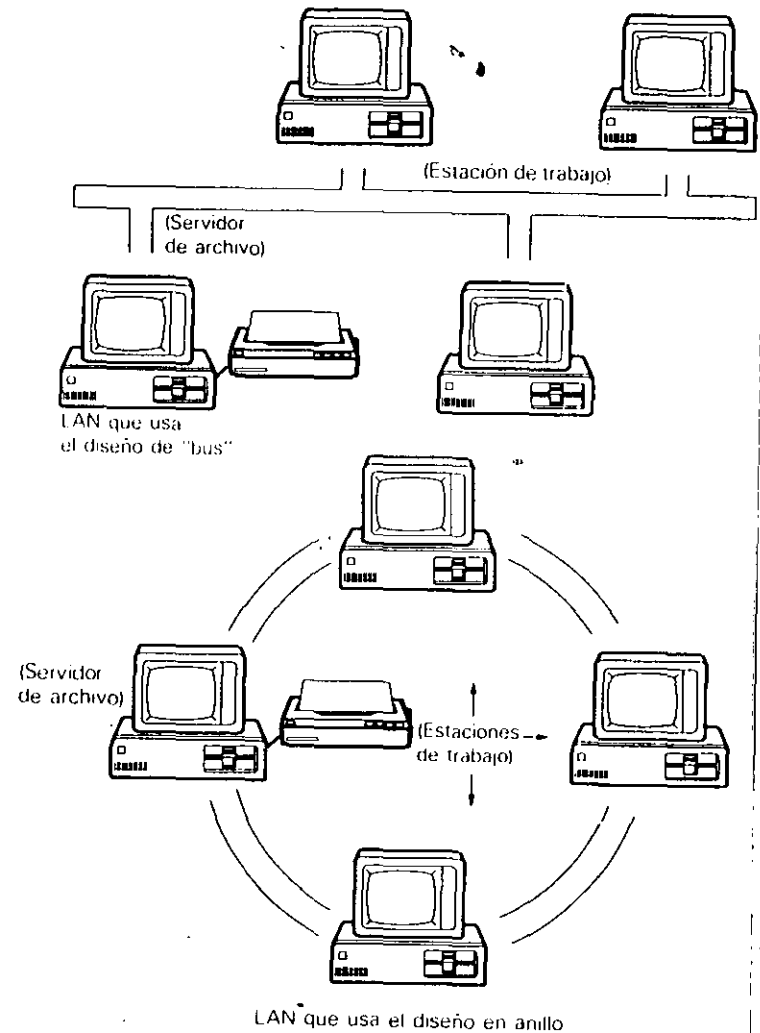 (Estación de trabajo)
(Servidor
de archivo)
LAN que usa
el diseño de "bus"
(Servidor
de archivo)
(Estaciones
de trabajo)
LAN que usa el diseño en anillo